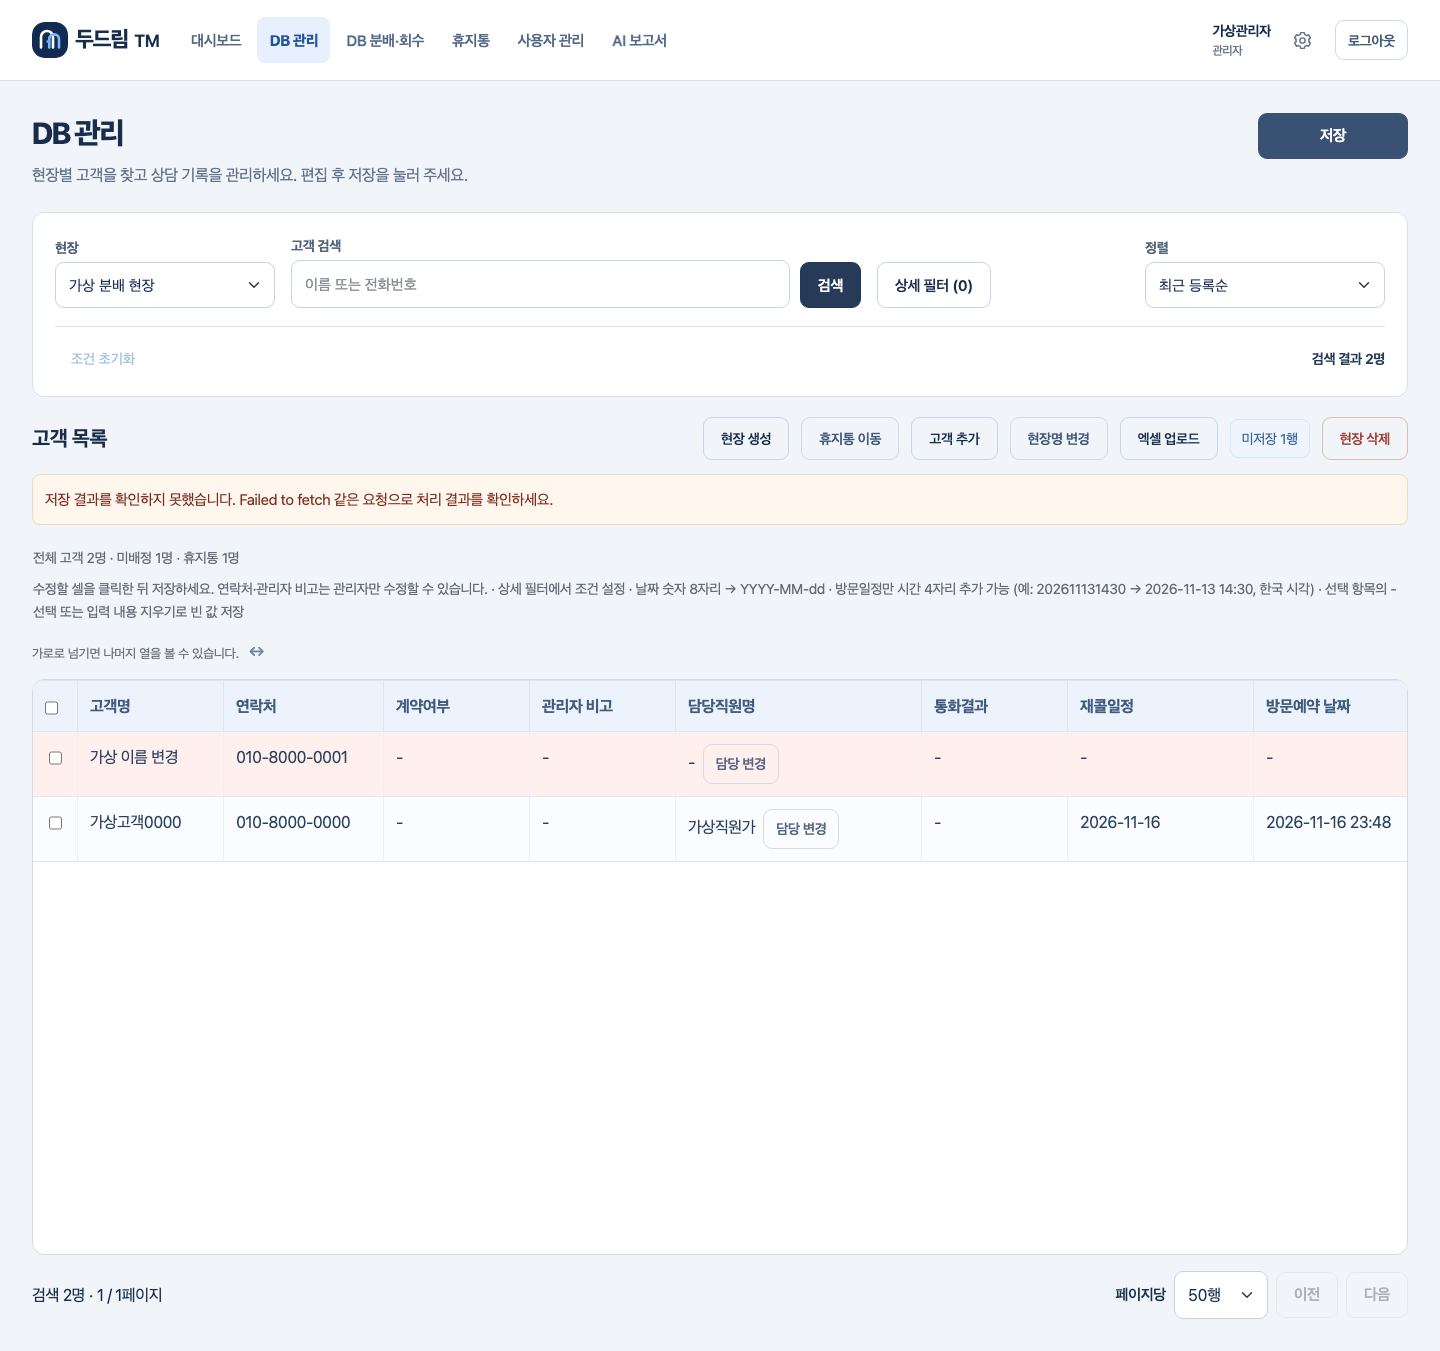 두드림 TM
대시보드
DB 관리
DB 분배·회수
휴지통
사용자 관리
AI 보고서
가상관리자
관리자
로그아웃
DB 관리
저장
현장별 고객을 찾고 상담 기록을 관리하세요. 편집 후 저장을 눌러 주세요.
현장
고객 검색
정렬
가상 분배 현장
이름 또는 전화번호
검색
상세 필터 (0)
최근 등록순
조건 초기화
검색 결과 2명
고객 목록
현장 생성
휴지통 이동
고객 추가
현장명 변경
엑셀 업로드
미저장 1행
현장 삭제
저장 결과를 확인하지 못했습니다. Failed to fetch 같은 요청으로 처리 결과를 확인하세요.
전체 고객 2명 · 미배정 1명 · 휴지통 1명
수정할 셀을 클릭한 뒤 저장하세요. 연락처·관리자 비고는 관리자만 수정할 수 있습니다. · 상세 필터에서 조건 설정 · 날짜 숫자 8자리 → YYYY-MM-dd · 방문일정만 시간 4자리 추가 가능 (예: 202611131430 → 2026-11-13 14:30, 한국 시각) · 선택 항목의 -
선택 또는 입력 내용 지우기로 빈 값 저장
가로로 넘기면 나머지 열을 볼 수 있습니다. ↔
고객명 연락처 계약여부 관리자 비고 담당직원명 통화결과 재콜일정 방문예약 날짜
가상 이름 변경 010-8000-0001 - - - 담당 변경 - - -
가상고객0000 010-8000-0000 - - 가상직원가 담당 변경 - 2026-11-16 2026-11-16 23:48
검색 2명 · 1 / 1페이지
페이지당
50행
이전
다음